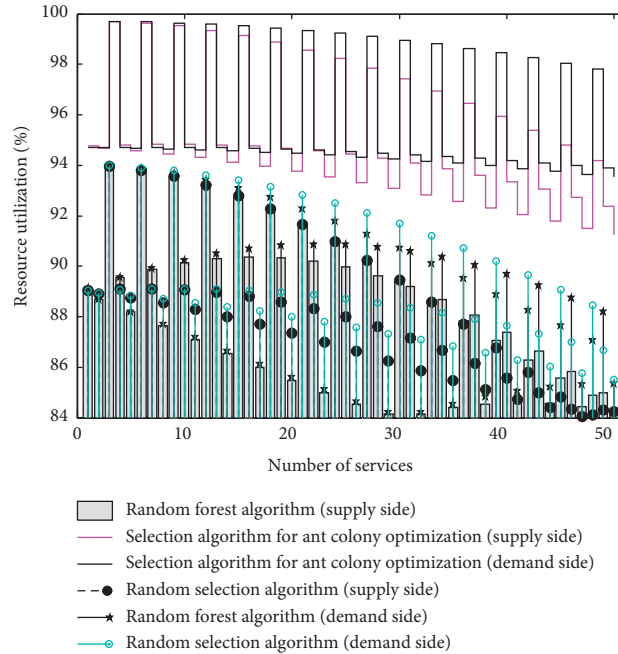 100
98
96
94
92
90
88
86
84
Resource utilization (%)
0 10 20 30 40 50
Number of services
Random forest algorithm (supply side)
Selection algorithm for ant colony optimization (supply side)
Selection algorithm for ant colony optimization (demand side)
Random selection algorithm (supply side)
Random forest algorithm (demand side)
Random selection algorithm (demand side)